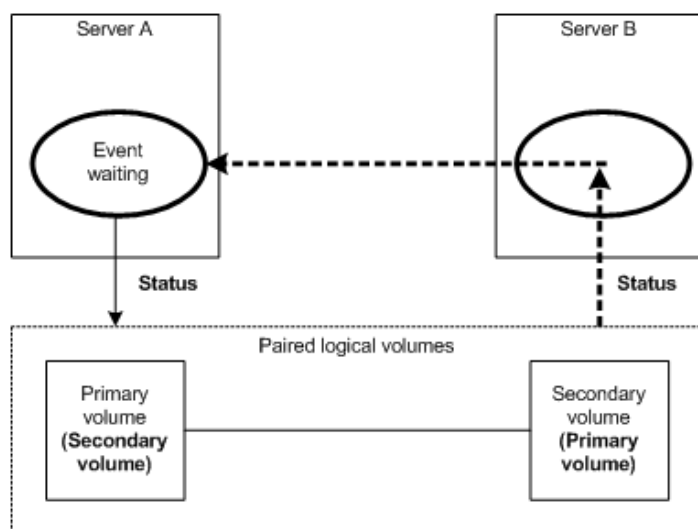 Server A
Server B
Event
waiting
Status
Status
Paired logical volumes
Primary
volume
(Secondary
volume)
Secondary
volume
(Primary
volume)